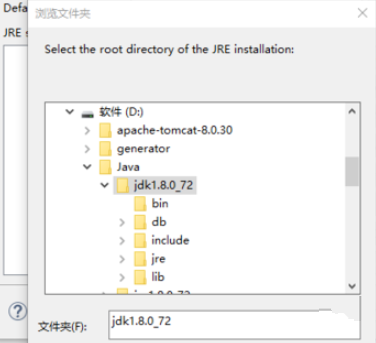 Defa
浏览文件夹
JRE s
Select the root directory of the JRE installation:
软件 (D:)
apache-tomcat-8.0.30
generator
Java
jdk1.8.0_72
bin
db
include
jre
lib
文件夹(F):
jdk1.8.0_72